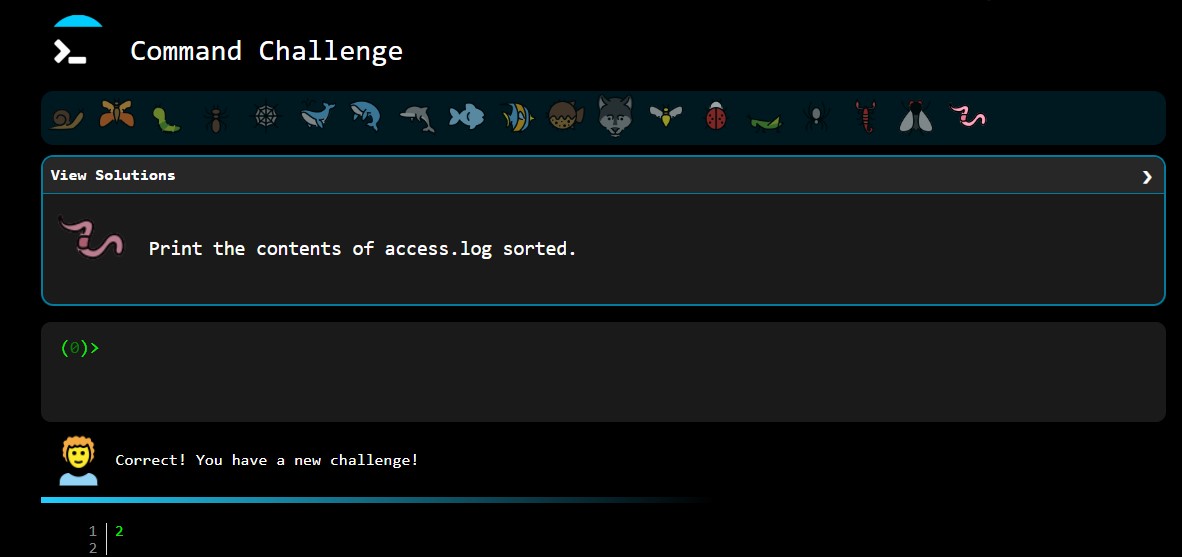 Command Challenge
View Solutions
Print the contents of access.log sorted.
(0)>
Correct! You have a new challenge!
1 2
2